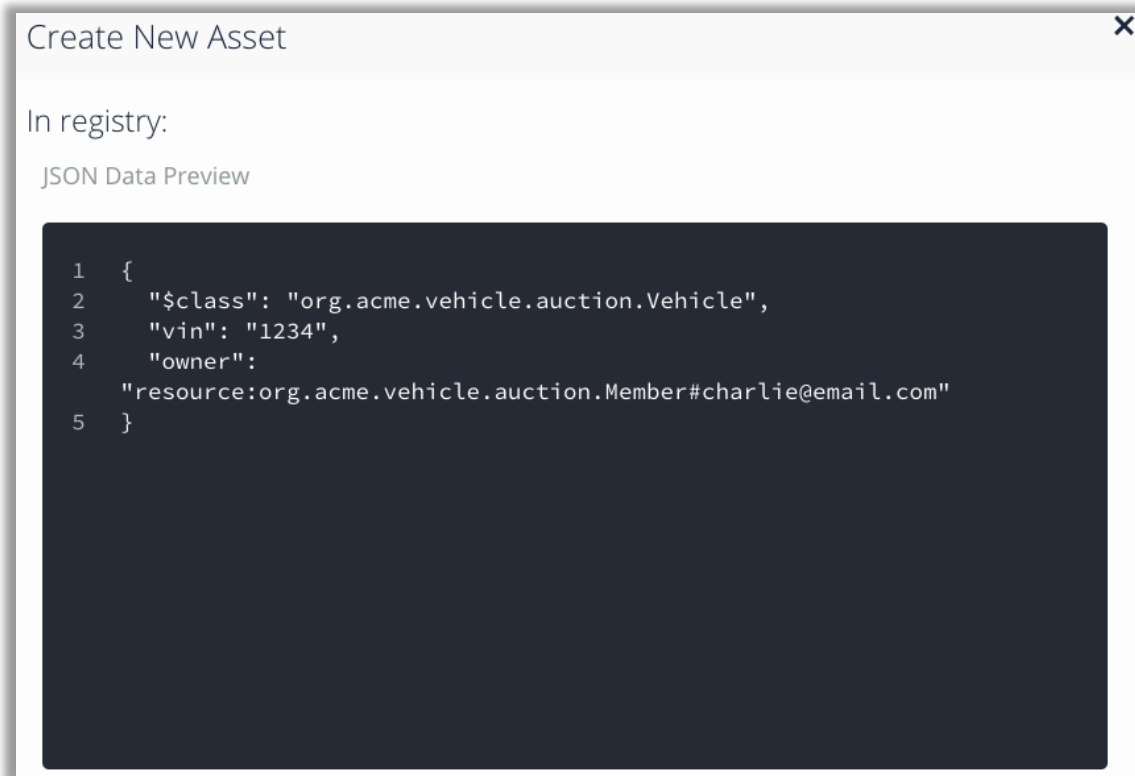 Create New Asset
In registry:
JSON Data Preview
1 {
2 "$class": "org.acme.vehicle.auction.Vehicle",
3 "vin": "1234",
4 "owner":
"resource:org.acme.vehicle.auction.Member#charlie@email.com"
5 }